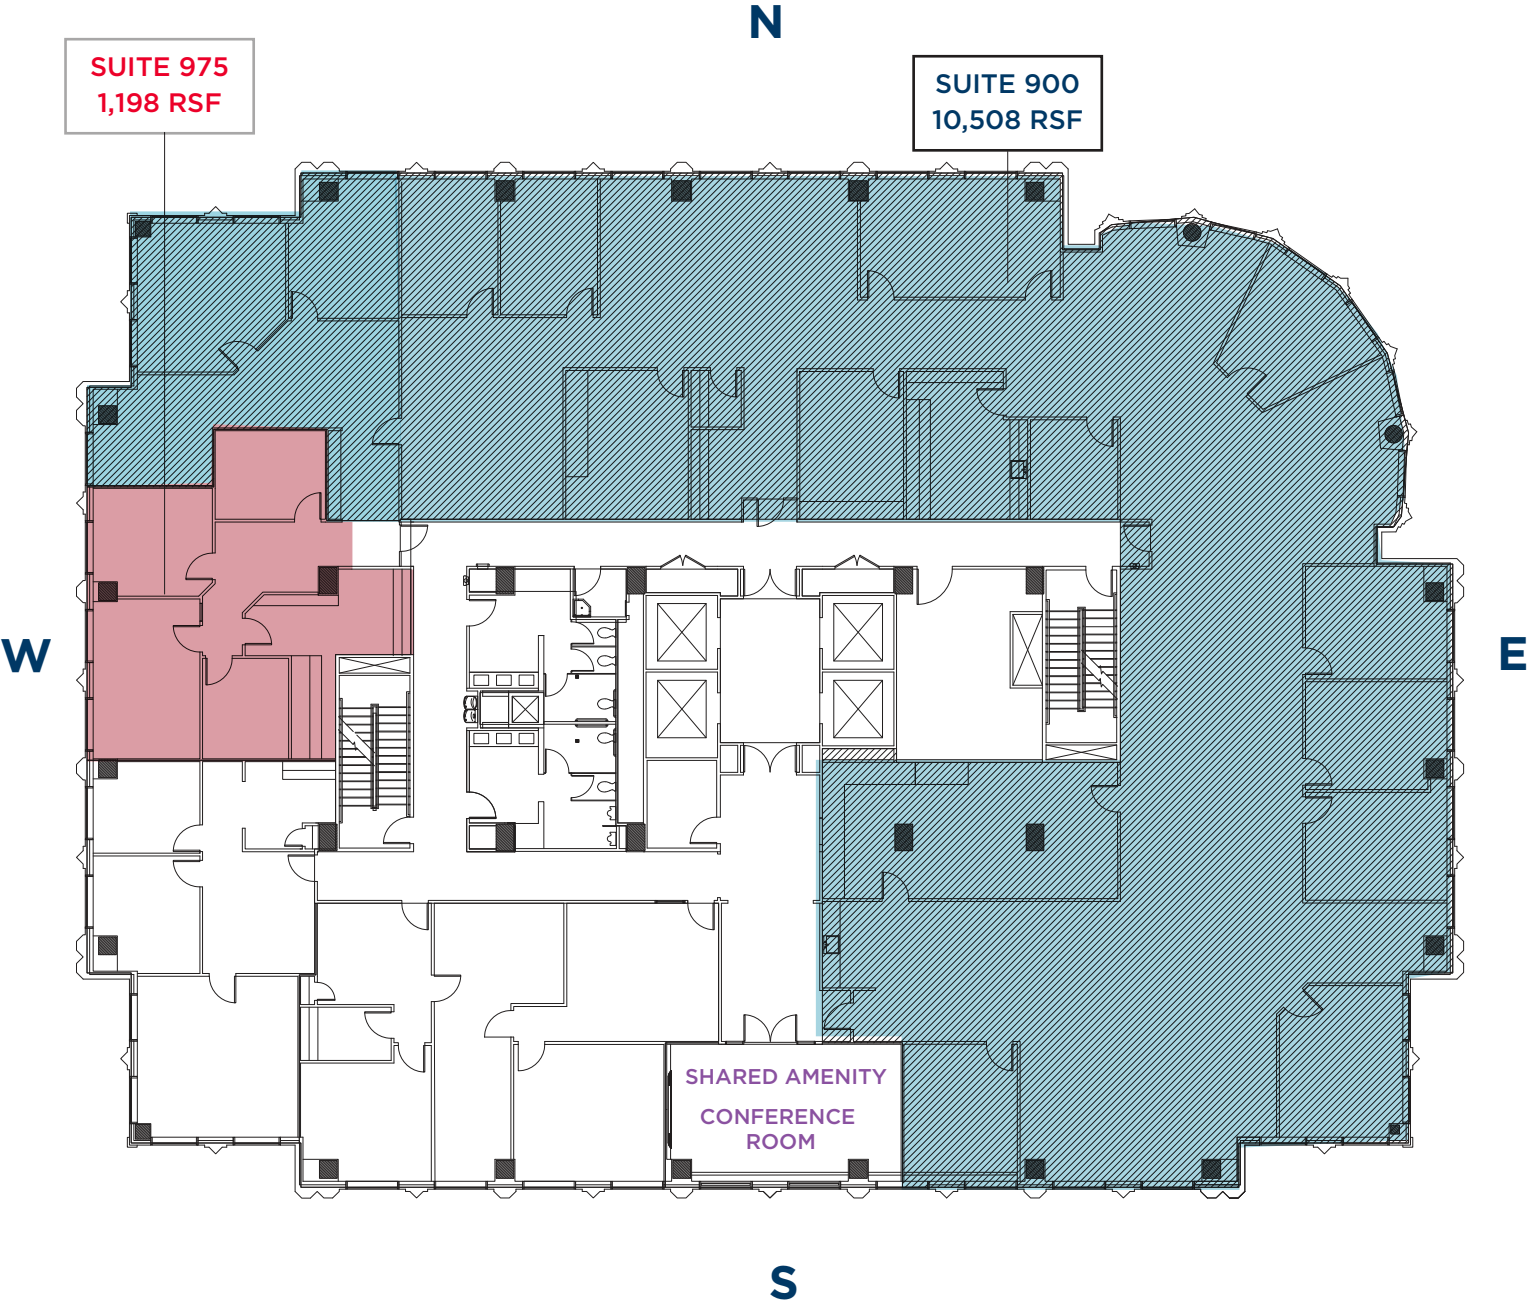 N
SUITE 975
1,198 RSF
SUITE 900
10,508 RSF
W
E
SHARED AMENITY
CONFERENCE
ROOM
S